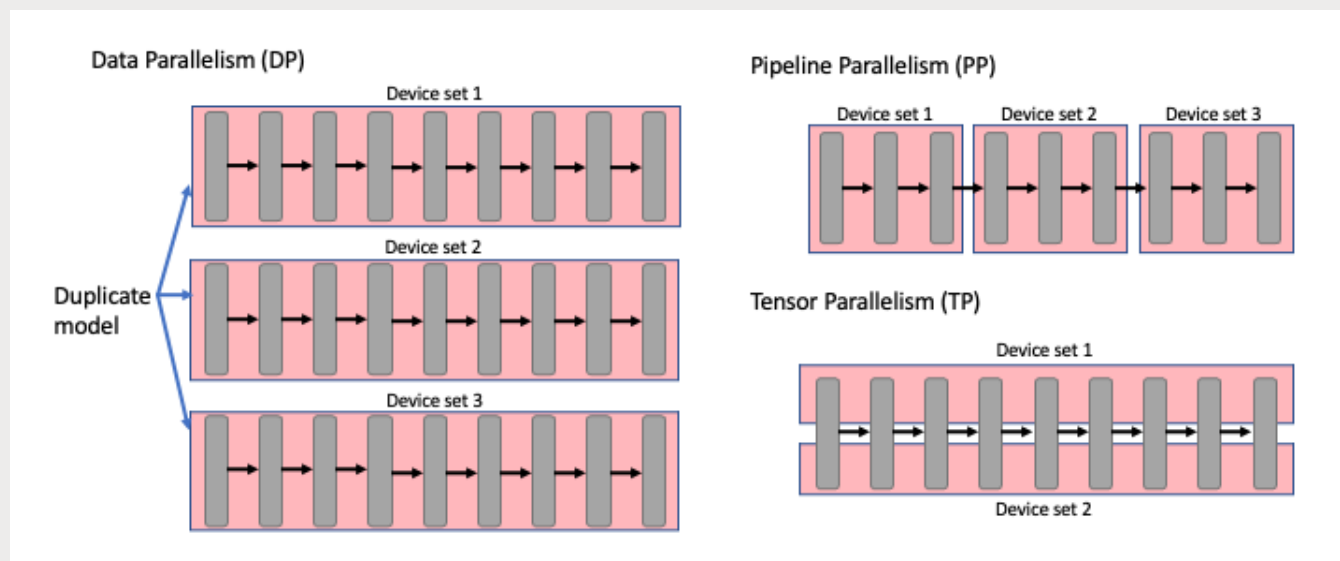 Data Parallelism (DP)
Device set 1
Device set 2
Duplicate
model
Device set 3
Pipeline Parallelism (PP)
Device set 1
Device set 2
Device set 3
Tensor Parallelism (TP)
Device set 1
Device set 2